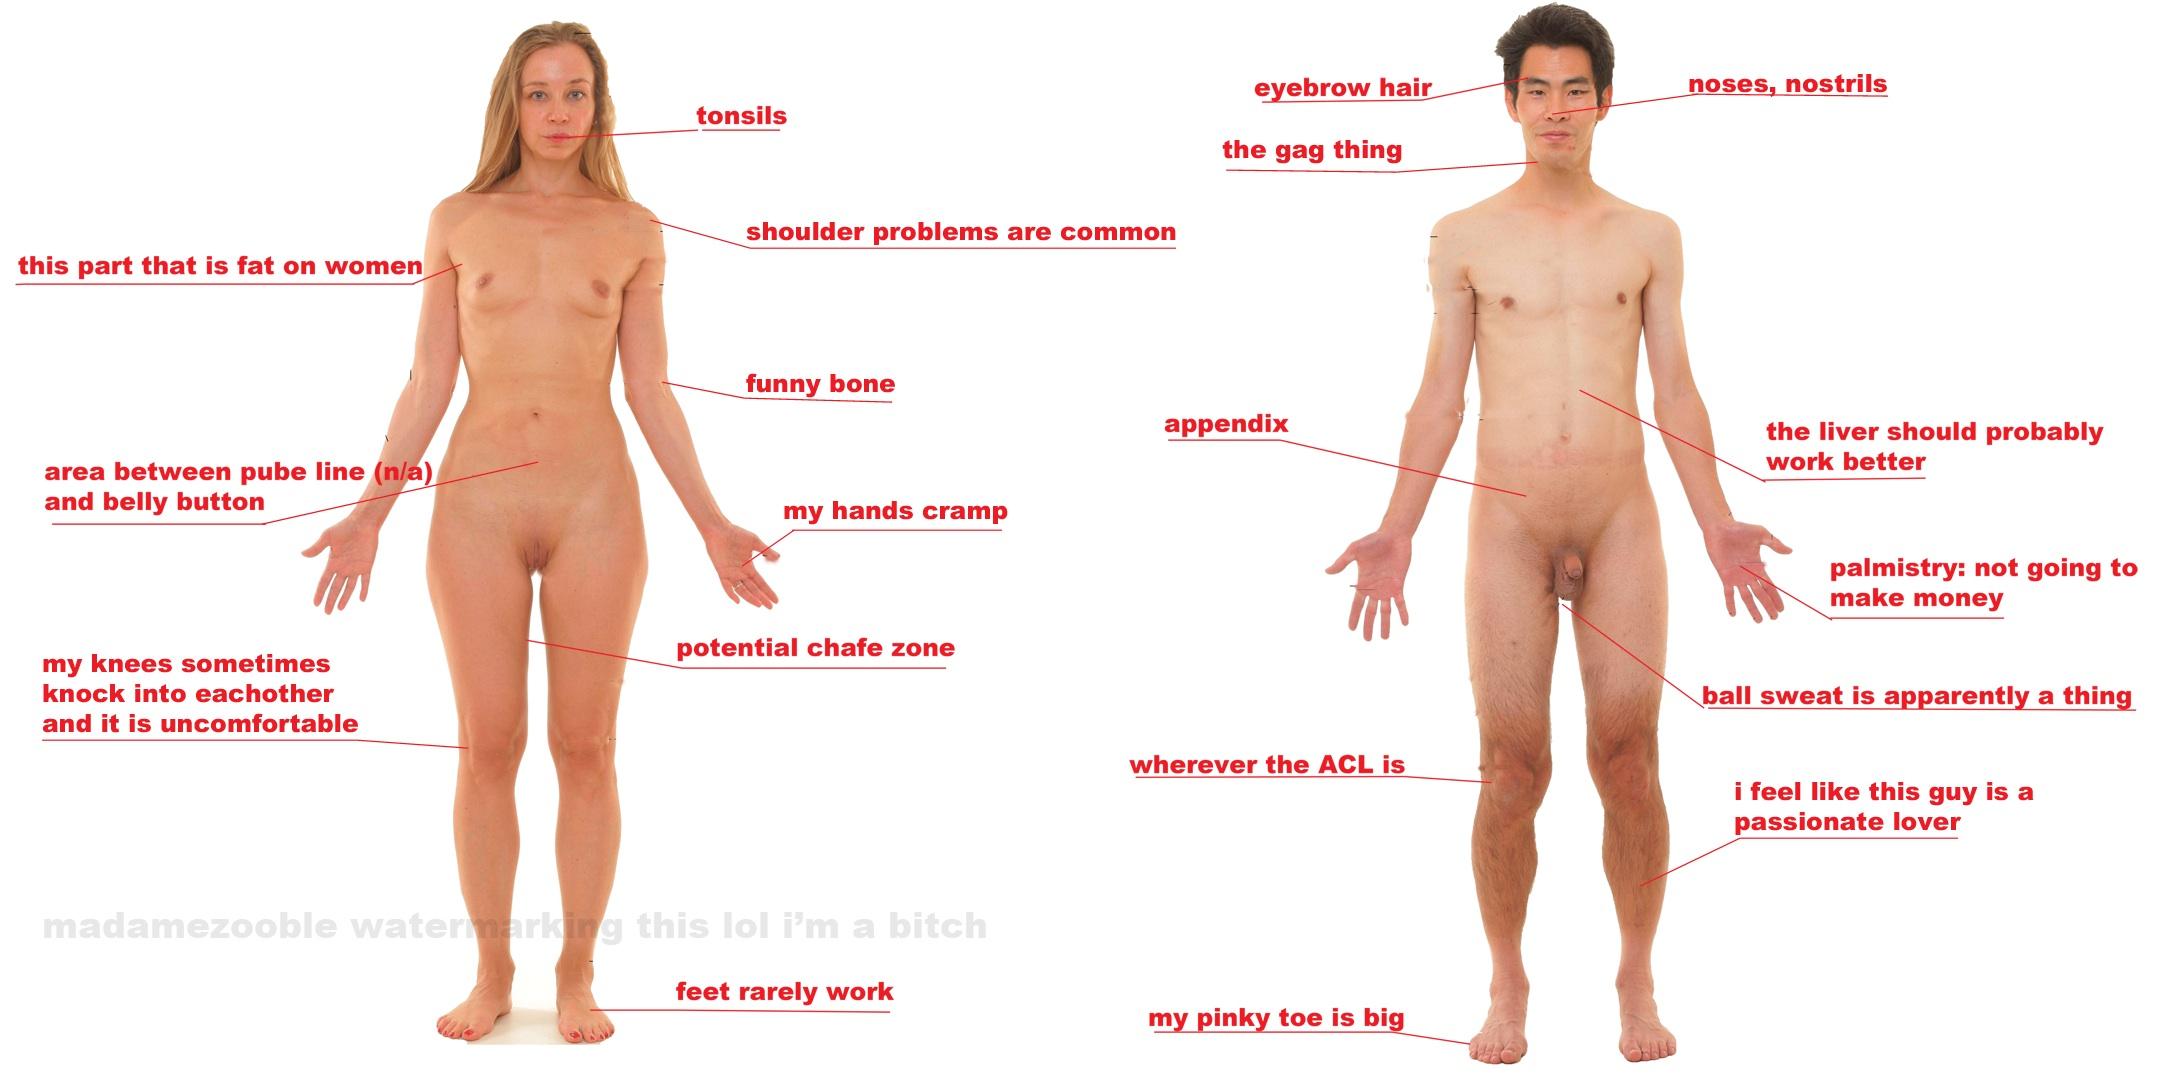 tonsils
shoulder problems are common
this part that is fat on women
funny bone
area between pube line (n/a)
and belly button
my hands cramp
potential chafe zone
my knees sometimes
knock into eachother
and it is uncomfortable
madamezooble watermarking this lol i’m a bitch
feet rarely work
eyebrow hair
noses, nostrils
the gag thing
appendix
the liver should probably
work better
palmistry: not going to
make money
ball sweat is apparently a thing
wherever the ACL is
i feel like this guy is a
passionate lover
my pinky toe is big